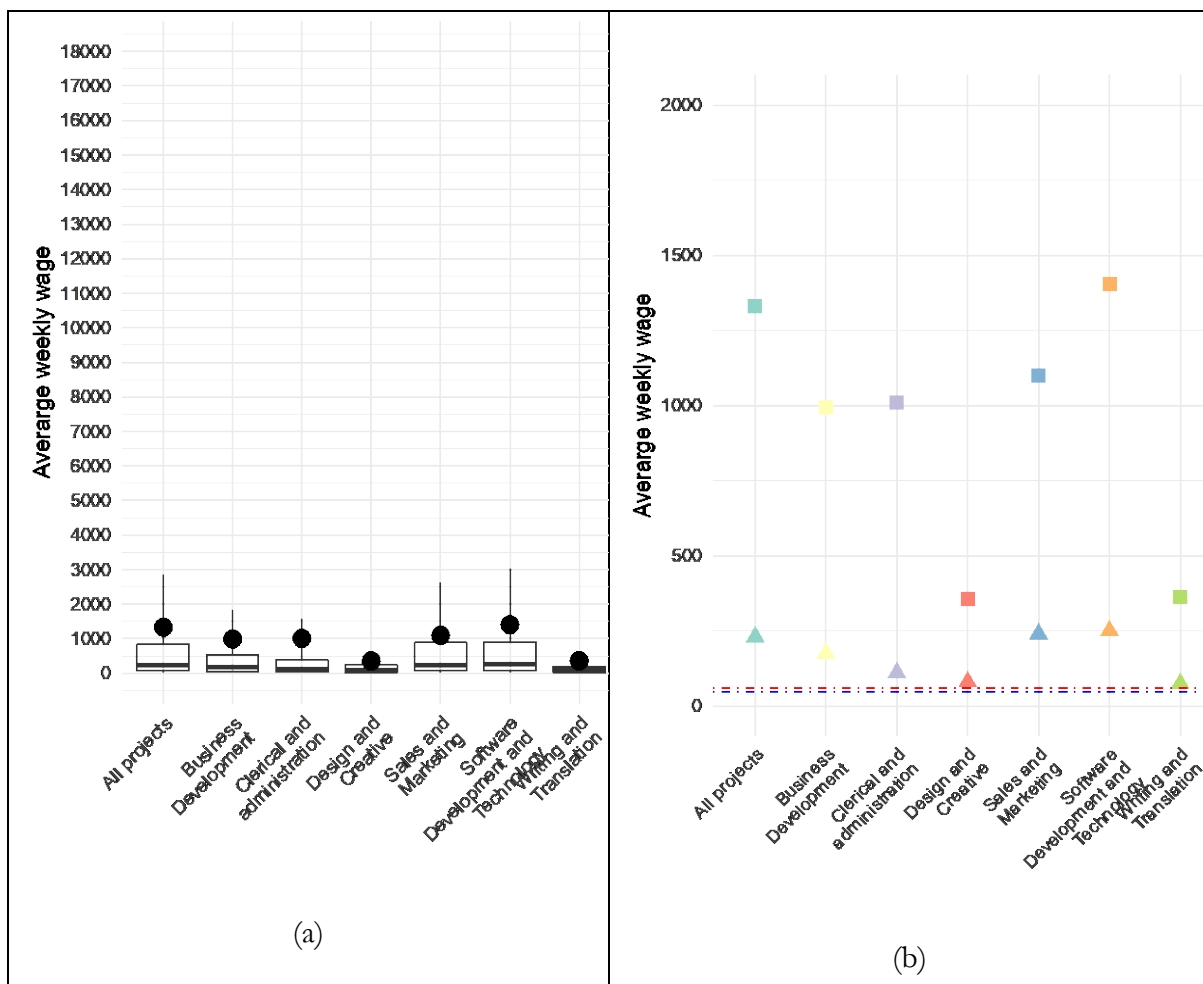 18000
17000
16000
15000
14000
13000
12000
11000
10000
9000
8000
7000
6000
5000
4000
3000
2000
1000
0
Averarge weekly wage
All projects
Business
Development
Clerical and
administration
Design and
Creative
Sales and
Marketing
Software
Development and
Technology
Writing and
Translation
(a)
2000
1500
1000
500
0
Averarge weekly wage
All projects
Business
Development
Clerical and
administration
Design and
Creative
Sales and
Marketing
Software
Development and
Technology
Writing and
Translation
(b)